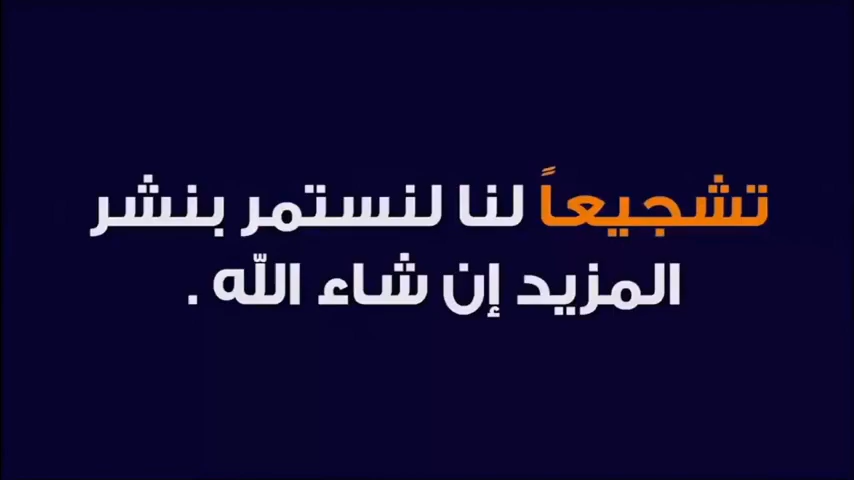 تشجيعاً لنا لنستمر بنشر
المزيد إن شاء الله .